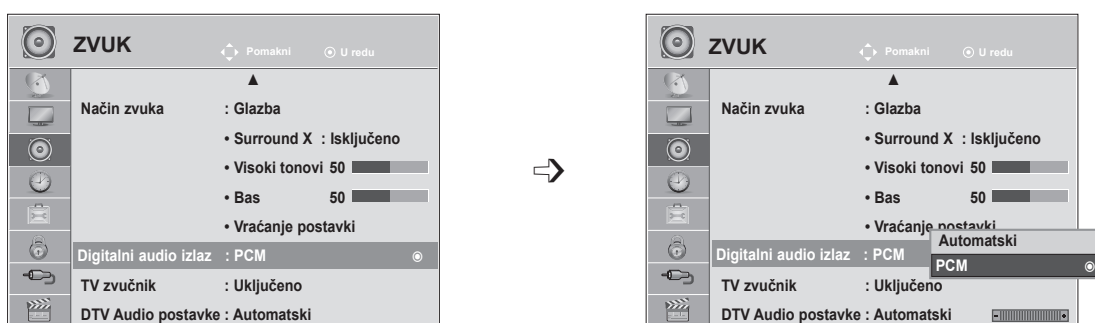 ZVUK
Pomakni
U redu
Način zvuka : Glazba
• Surround X : Isključeno
• Visoki tonovi 50
• Bas 50
• Vraćanje postavki
Digitalni audio izlaz : PCM
TV zvučnik : Uključeno
DTV Audio postavke : Automatski
ZVUK
Pomakni
U redu
Način zvuka : Glazba
• Surround X : Isključeno
• Visoki tonovi 50
• Bas 50
• Vraćanje postavki
Digitalni audio izlaz : PCM
Automatski
PCM
TV zvučnik : Uključeno
DTV Audio postavke : Automatski